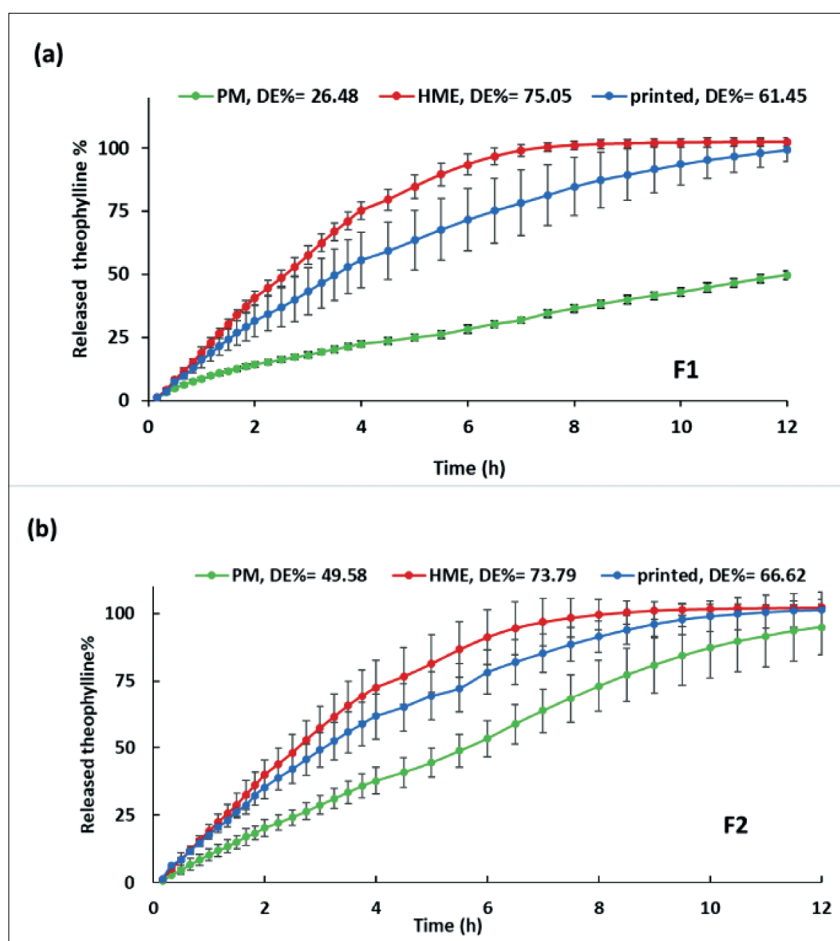 (a)
PM, DE%= 26.48 HME, DE%= 75.05 printed, DE%= 61.45
Released theophylline %
100
75
50
25
0
0 2 4 6 8 10 12
F1
Time (h)
(b)
PM, DE%= 49.58 HME, DE%= 73.79 printed, DE%= 66.62
Released theophylline%
100
75
50
25
0
0 2 4 6 8 10 12
F2
Time (h)